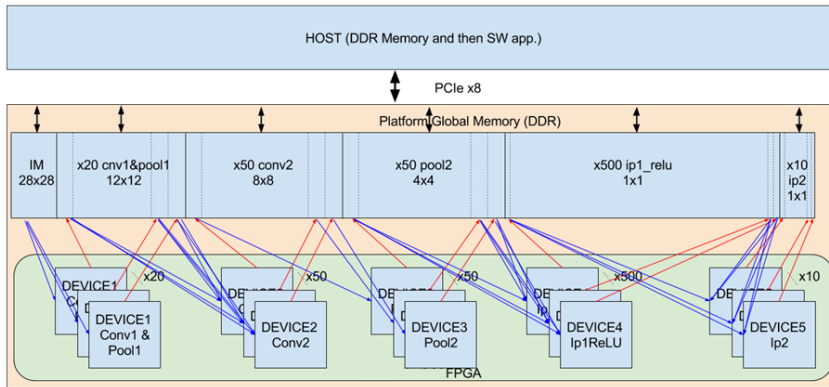 HOST (DDR Memory and then SW app.)
PCIe x8
Platform Global Memory (DDR)
IM
28x28
x20 cnv1&pool1
12x12
x50 conv2
8x8
x50 pool2
4x4
x500 ip1_relu
1x1
x10
ip2
1x1
x20
x50
x50
x500
x10
DEVICE1
DEVICE1
Conv1 &
Pool1
DEVICE2
Conv2
DEVICE3
Pool2
DEVICE4
Ip1ReLU
DEVICE5
Ip2
FPGA